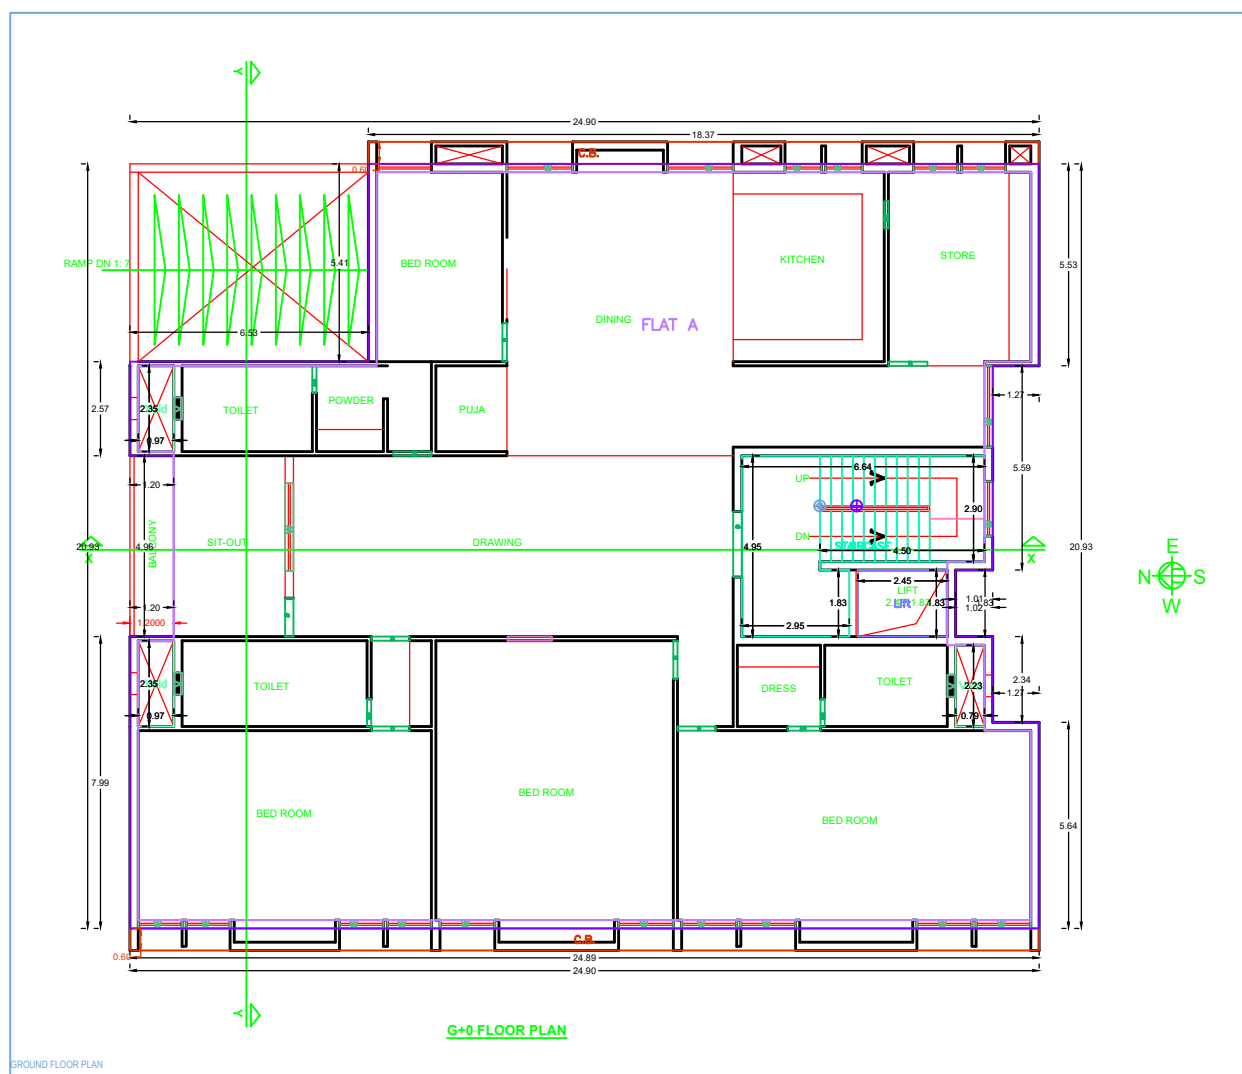 Y
24.90
18.37
C.B.
0.60
RAMP DN 1: 7
5.41
BED ROOM
KITCHEN
STORE
5.53
DINING
FLAT A
6.53
2.57
2.35
0.97
TOILET
POWDER
PUJA
1.27
5.59
1.20
6.64
UP
2.90
BALCONY
SIT-OUT
DRAWING
DN
STAIRCASE
20.93
X
4.96
4.95
4.50
X
20.93
E
N
S
W
2.45
LIFT
Lift
1.83
1.83
1.83
1.01
1.02
1.20
1.2000
2.95
2.35
0.97
TOILET
DRESS
TOILET
2.23
0.79
2.34
1.27
7.99
BED ROOM
BED ROOM
BED ROOM
5.64
C.B.
0.60
24.89
24.90
Y
G+0 FLOOR PLAN
GROUND FLOOR PLAN